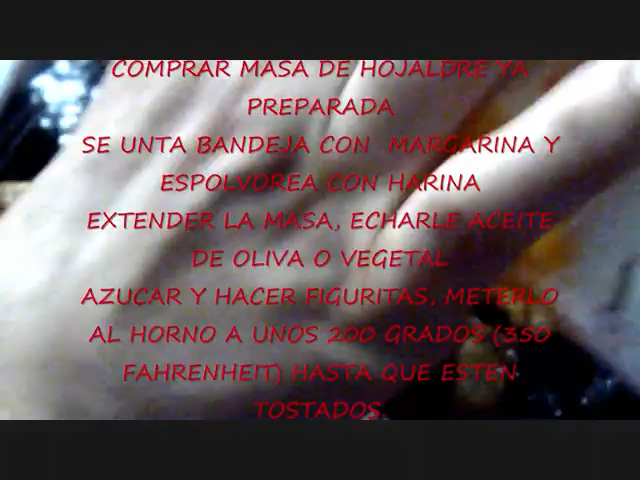 COMPRAR MASA DE HOJALDRE YA
PREPARADA
SE UNTA BANDEJA CON MARGARINA Y
ESPOLVOREA CON HARINA
EXTENDER LA MASA, ECHARLE ACEITE
DE OLIVA O VEGETAL
AZUCAR Y HACER FIGURITAS, METERLO
AL HORNO A UNOS 200 GRADOS (350
FAHRENHEIT) HASTA QUE ESTEN
TOSTADOS.